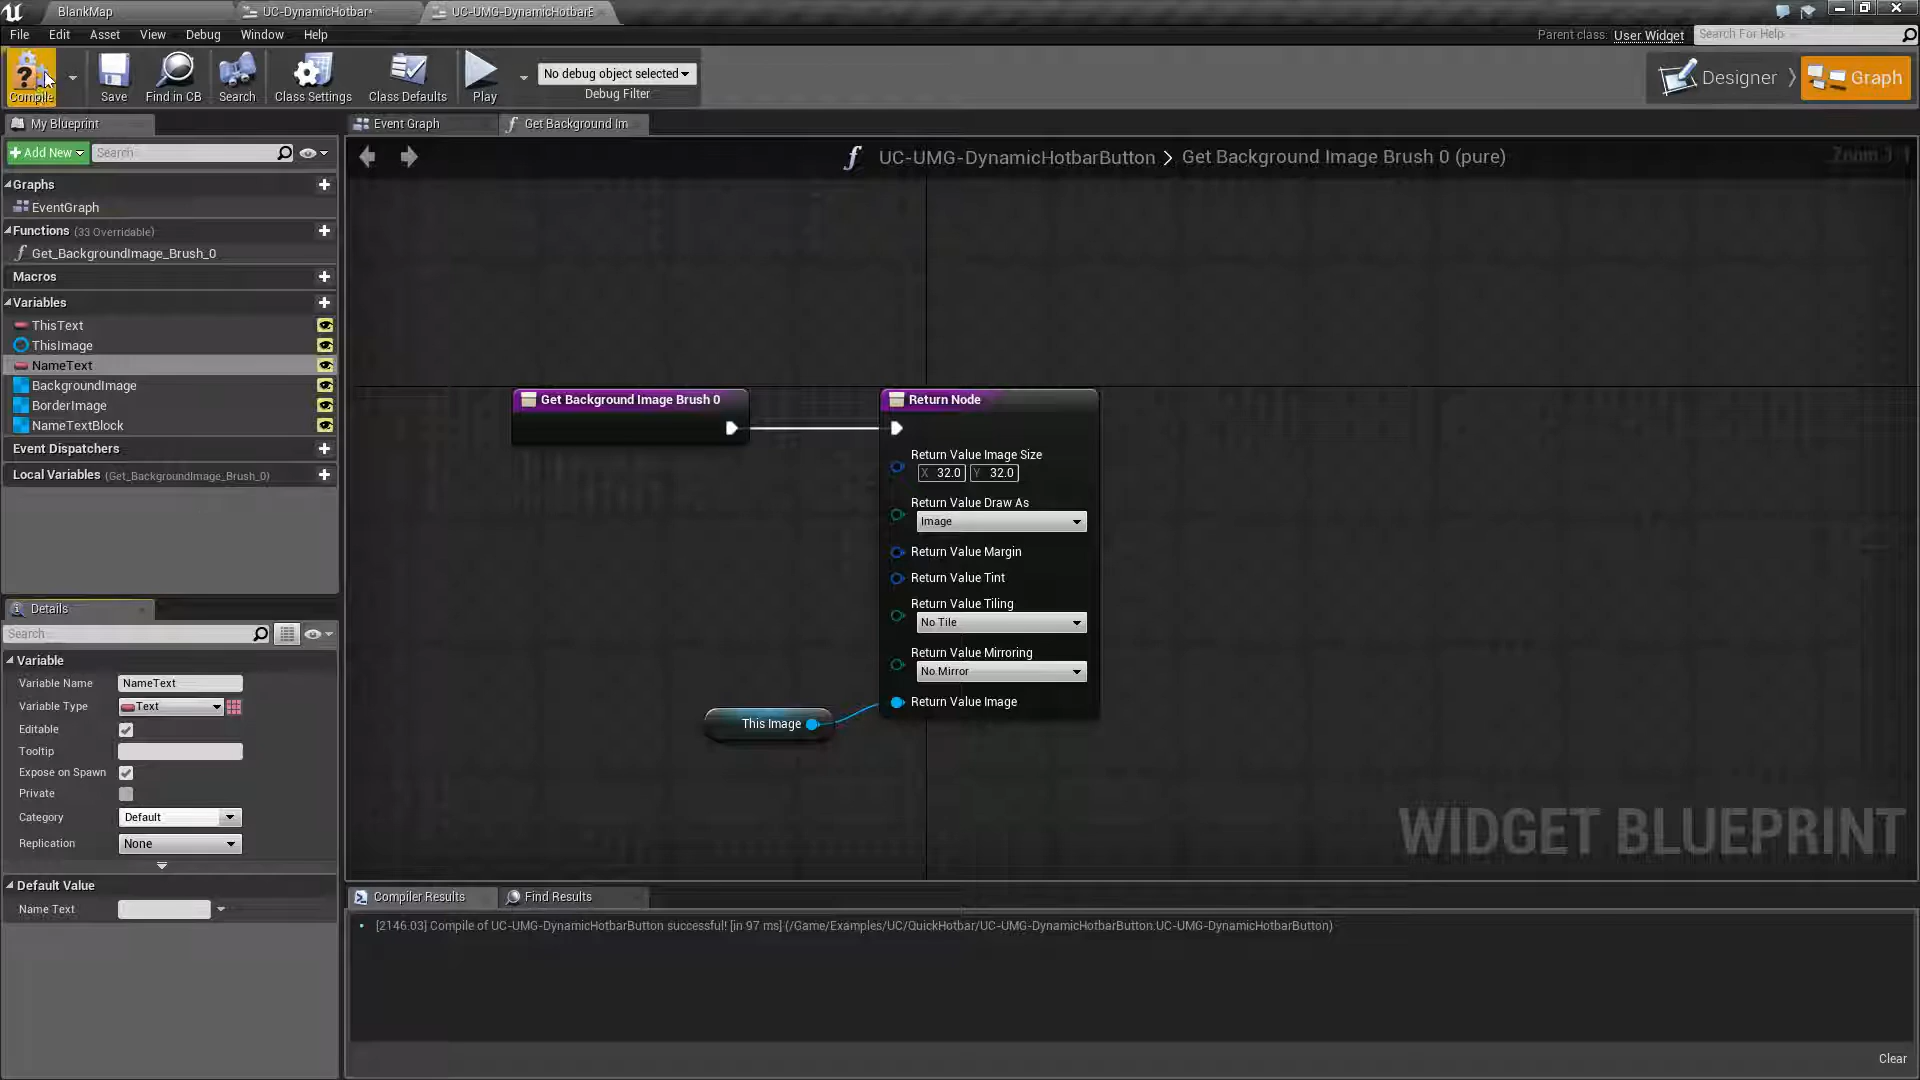 BlankMap
UC-DynamicHotbar*
UC-UMG-DynamicHotbarE
File
Edit
Asset
View
Debug
Window
Help
Parent class: User Widget
Search For Help
Compile
Save
Find in CB
Search
Class Settings
Class Defaults
Play
No debug object selected
Debug Filter
Designer
Graph
My Blueprint
Event Graph
Get Background Im
+ Add New
Search
UC-UMG-DynamicHotbarButton > Get Background Image Brush 0 (pure)
Graphs
EventGraph
Functions (33 Overridable)
Get_BackgroundImage_Brush_0
Macros
Variables
ThisText
ThisImage
NameText
BackgroundImage
BorderImage
NameTextBlock
Event Dispatchers
Local Variables (Get_BackgroundImage_Brush_0)
Get Background Image Brush 0
Return Node
Return Value Image Size
X 32.0 Y 32.0
Return Value Draw As
Image
Return Value Margin
Return Value Tint
Return Value Tiling
No Tile
Return Value Mirroring
No Mirror
Return Value Image
This Image
WIDGET BLUEPRINT
Details
Search
Variable
Variable Name NameText
Variable Type Text
Editable
Tooltip
Expose on Spawn
Private
Category Default
Replication None
Default Value
Name Text
Compiler Results
Find Results
[2146.03] Compile of UC-UMG-DynamicHotbarButton successful! [in 97 ms] (/Game/Examples/UC/QuickHotbar/UC-UMG-DynamicHotbarButton.UC-UMG-DynamicHotbarButton)
Clear